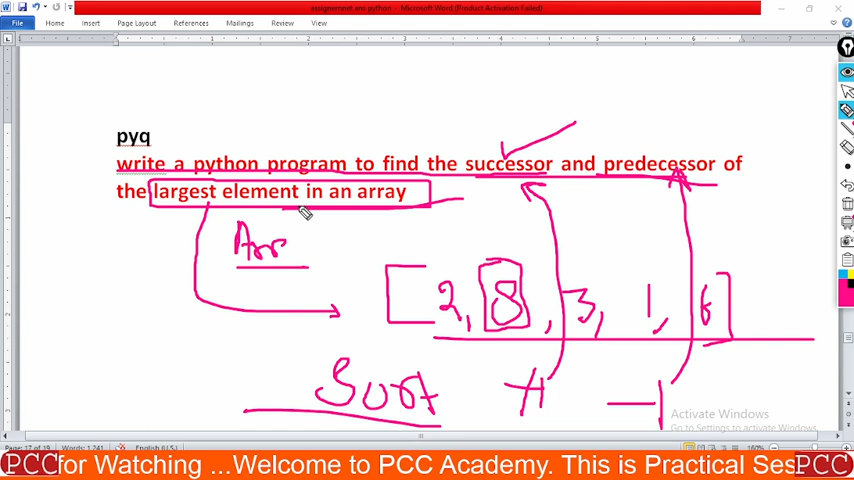 assignemnet ans python -- Microsoft Word (Product Activation Failed)
File Home Insert Page Layout References Mailings Review View
pyq
write a python program to find the successor and predecessor of
the largest element in an array
Arr
[2, 8, 3, 1, 6]
Sort +1 -1
Activate Windows
Go to Settings to activate Windows.
Page: 17 of 19 Words: 1,241 English (U.S.) 160%
PCC for Watching ...Welcome to PCC Academy. This is Practical Ses PCC